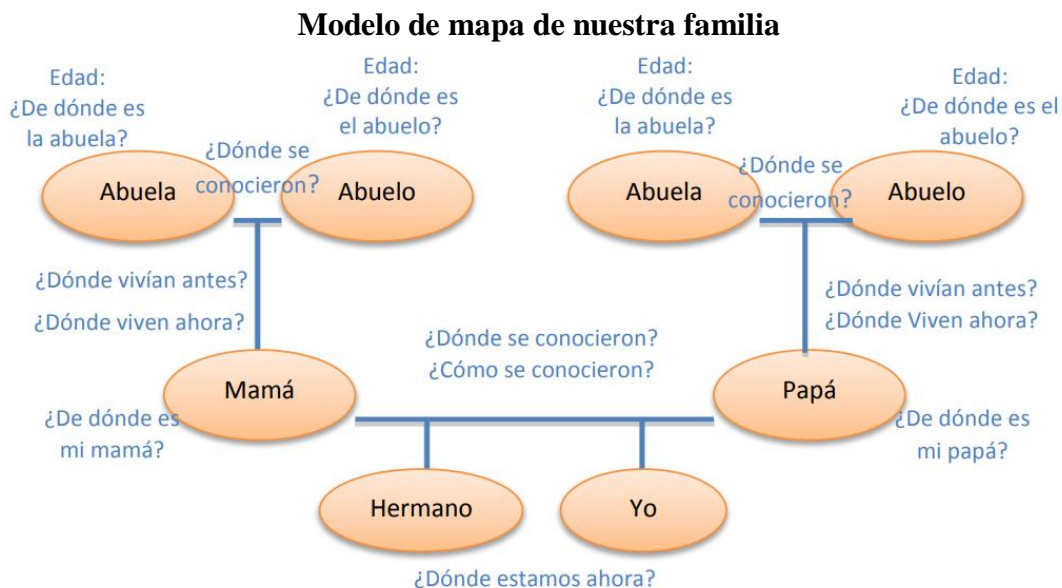 Modelo de mapa de nuestra familia
Edad:
¿De dónde es
la abuela?
Edad:
¿De dónde es
el abuelo?
Edad:
¿De dónde es
la abuela?
Edad:
¿De dónde es el
abuelo?
Abuela
¿Dónde se
conocieron?
Abuelo
Abuela
¿Dónde se
conocieron?
Abuelo
¿Dónde vivían antes?
¿Dónde viven ahora?
¿Dónde vivían antes?
¿Dónde Viven ahora?
¿Dónde se conocieron?
¿Cómo se conocieron?
Mamá
Papá
¿De dónde es
mi mamá?
¿De dónde es
mi papá?
Hermano
Yo
¿Dónde estamos ahora?